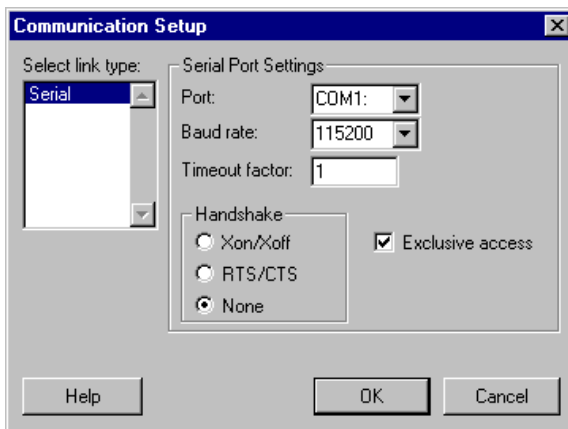 Communication Setup
Select link type:
Serial
Serial Port Settings
Port:
COM1:
Baud rate:
115200
Timeout factor:
1
Handshake
Xon/Xoff
RTS/CTS
None
Exclusive access
Help
OK
Cancel